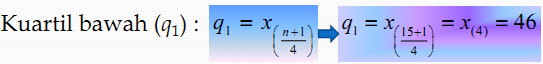 Kuartil bawah (q₁) : q₁ = x₍ₙ₊₁⁄₄₎ q₁ = x₍₁₅₊₁⁄₄₎ = x₍₄₎ = 46